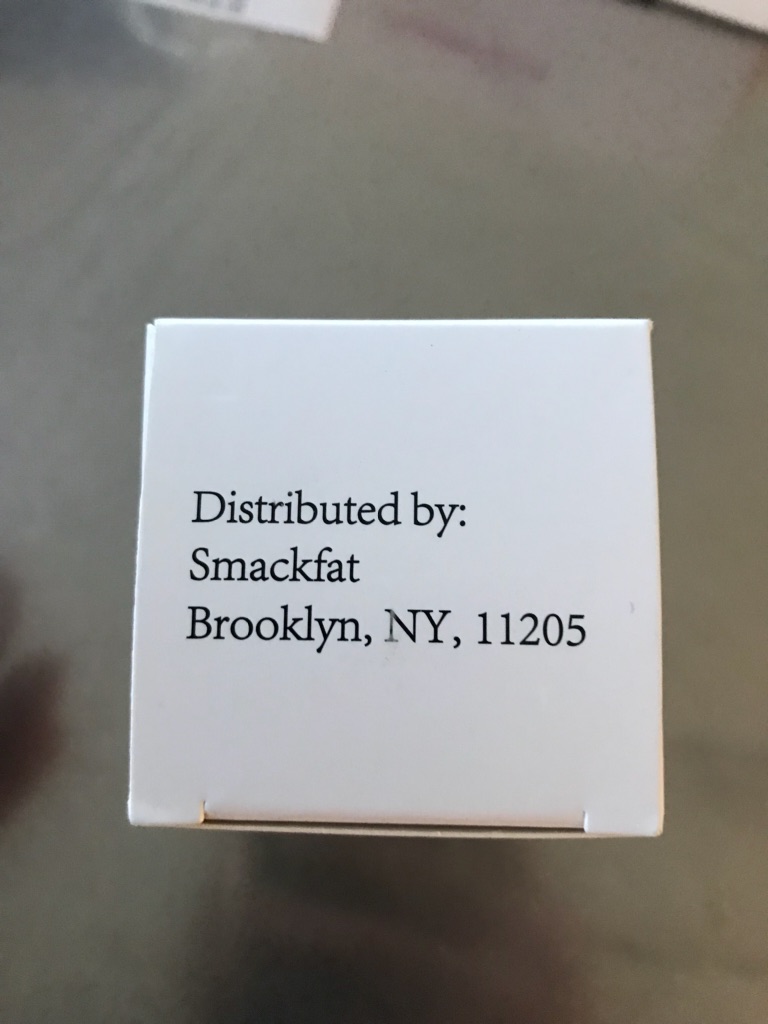 Distributed by:
Smackfat
Brooklyn, NY, 11205